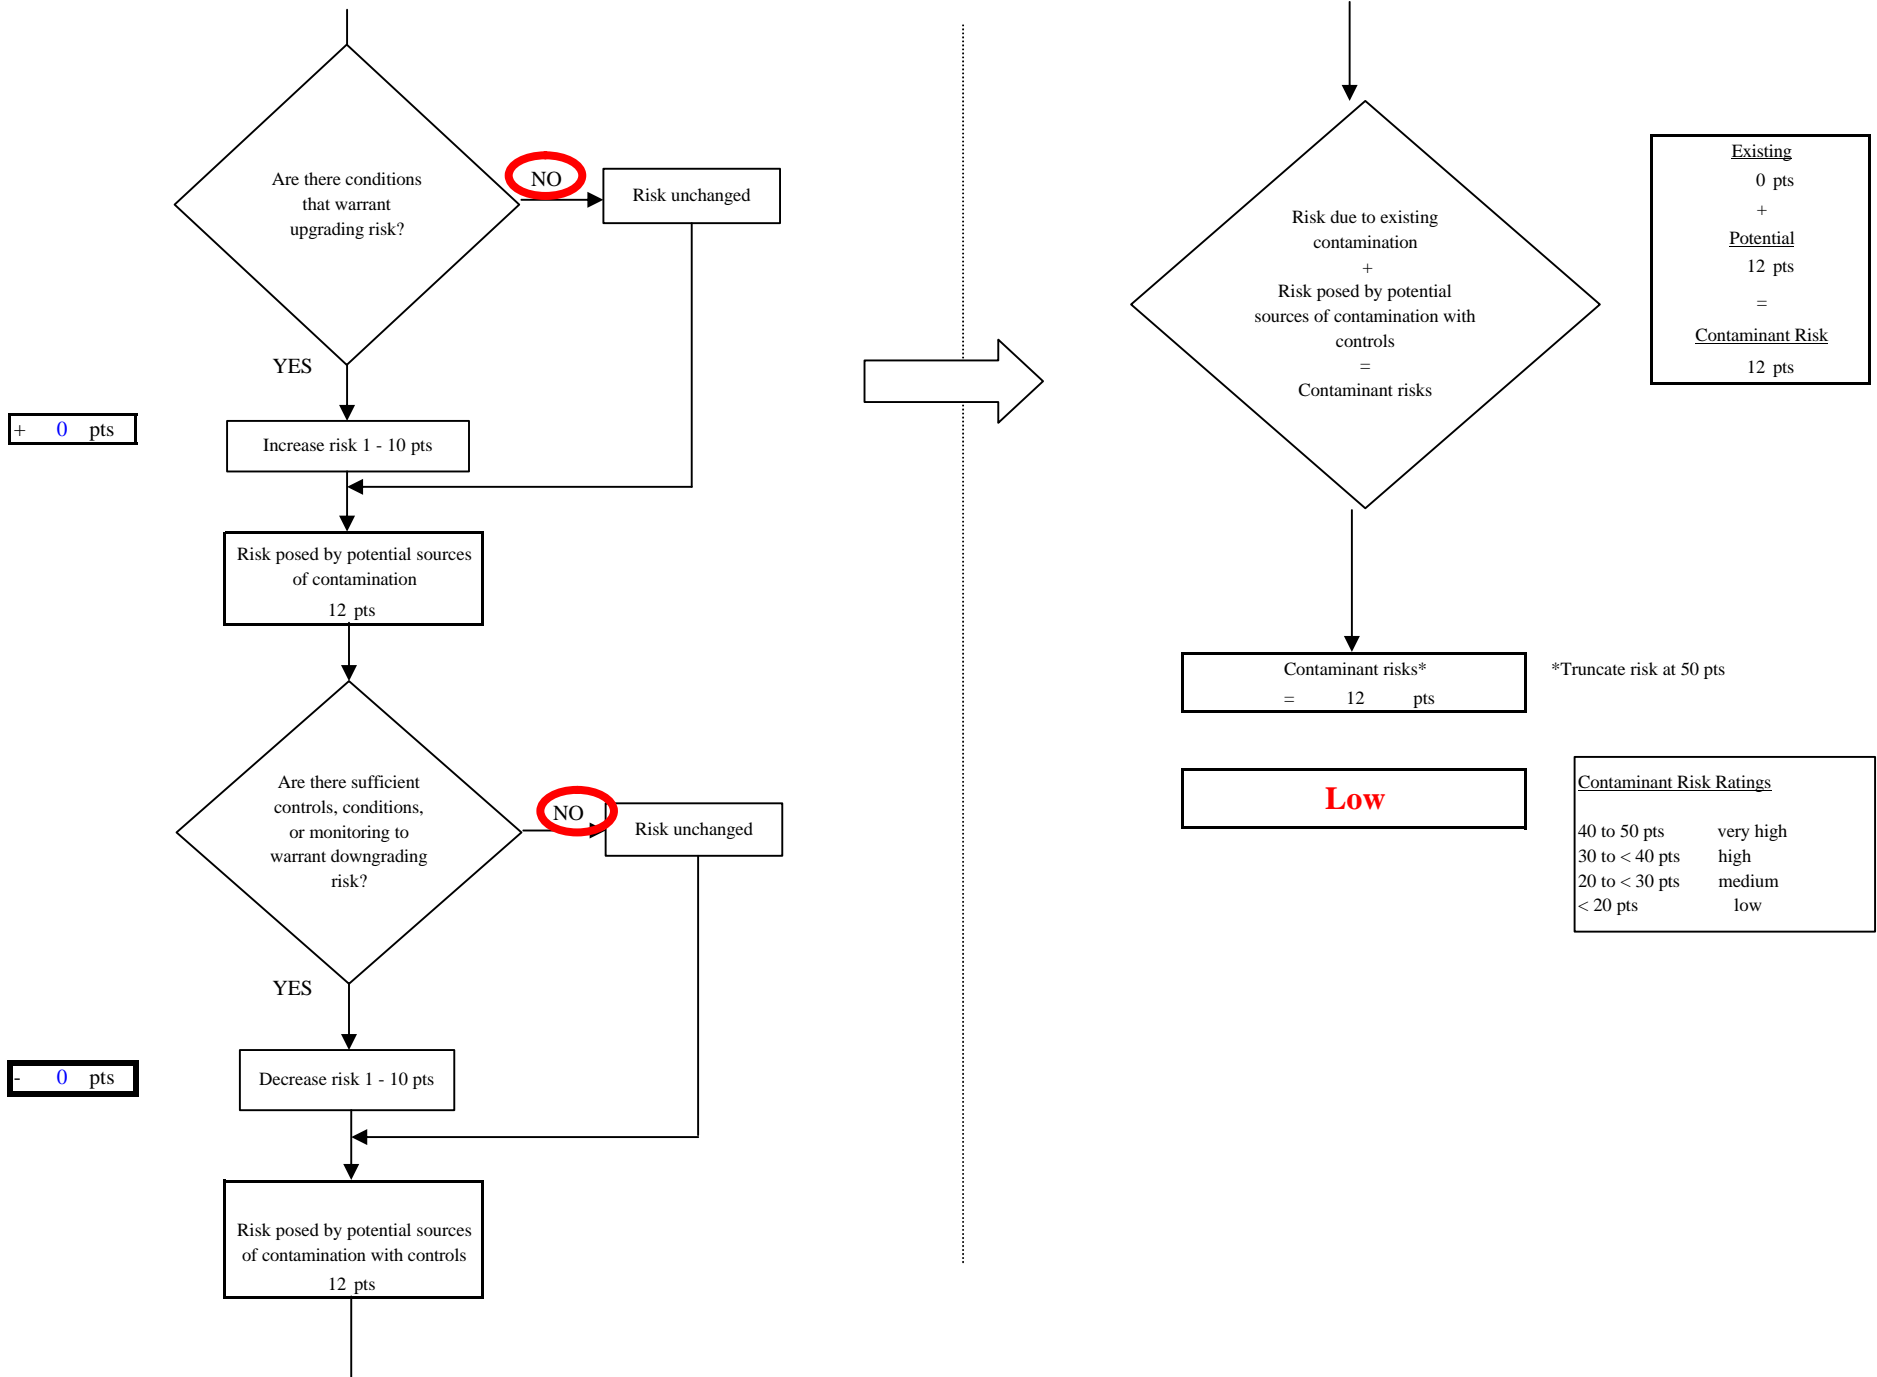 Are there conditions
that warrant
upgrading risk?
NO
Risk unchanged
YES
+ 0 pts
Increase risk 1 - 10 pts
Risk posed by potential sources
of contamination
12 pts
Are there sufficient
controls, conditions,
or monitoring to
warrant downgrading
risk?
NO
Risk unchanged
YES
- 0 pts
Decrease risk 1 - 10 pts
Risk posed by potential sources
of contamination with controls
12 pts
Risk due to existing
contamination
+
Risk posed by potential
sources of contamination with
controls
=
Contaminant risks
Existing
0 pts
+
Potential
12 pts
=
Contaminant Risk
12 pts
Contaminant risks*
= 12 pts
*Truncate risk at 50 pts
Low
Contaminant Risk Ratings
40 to 50 pts very high
30 to < 40 pts high
20 to < 30 pts medium
< 20 pts low